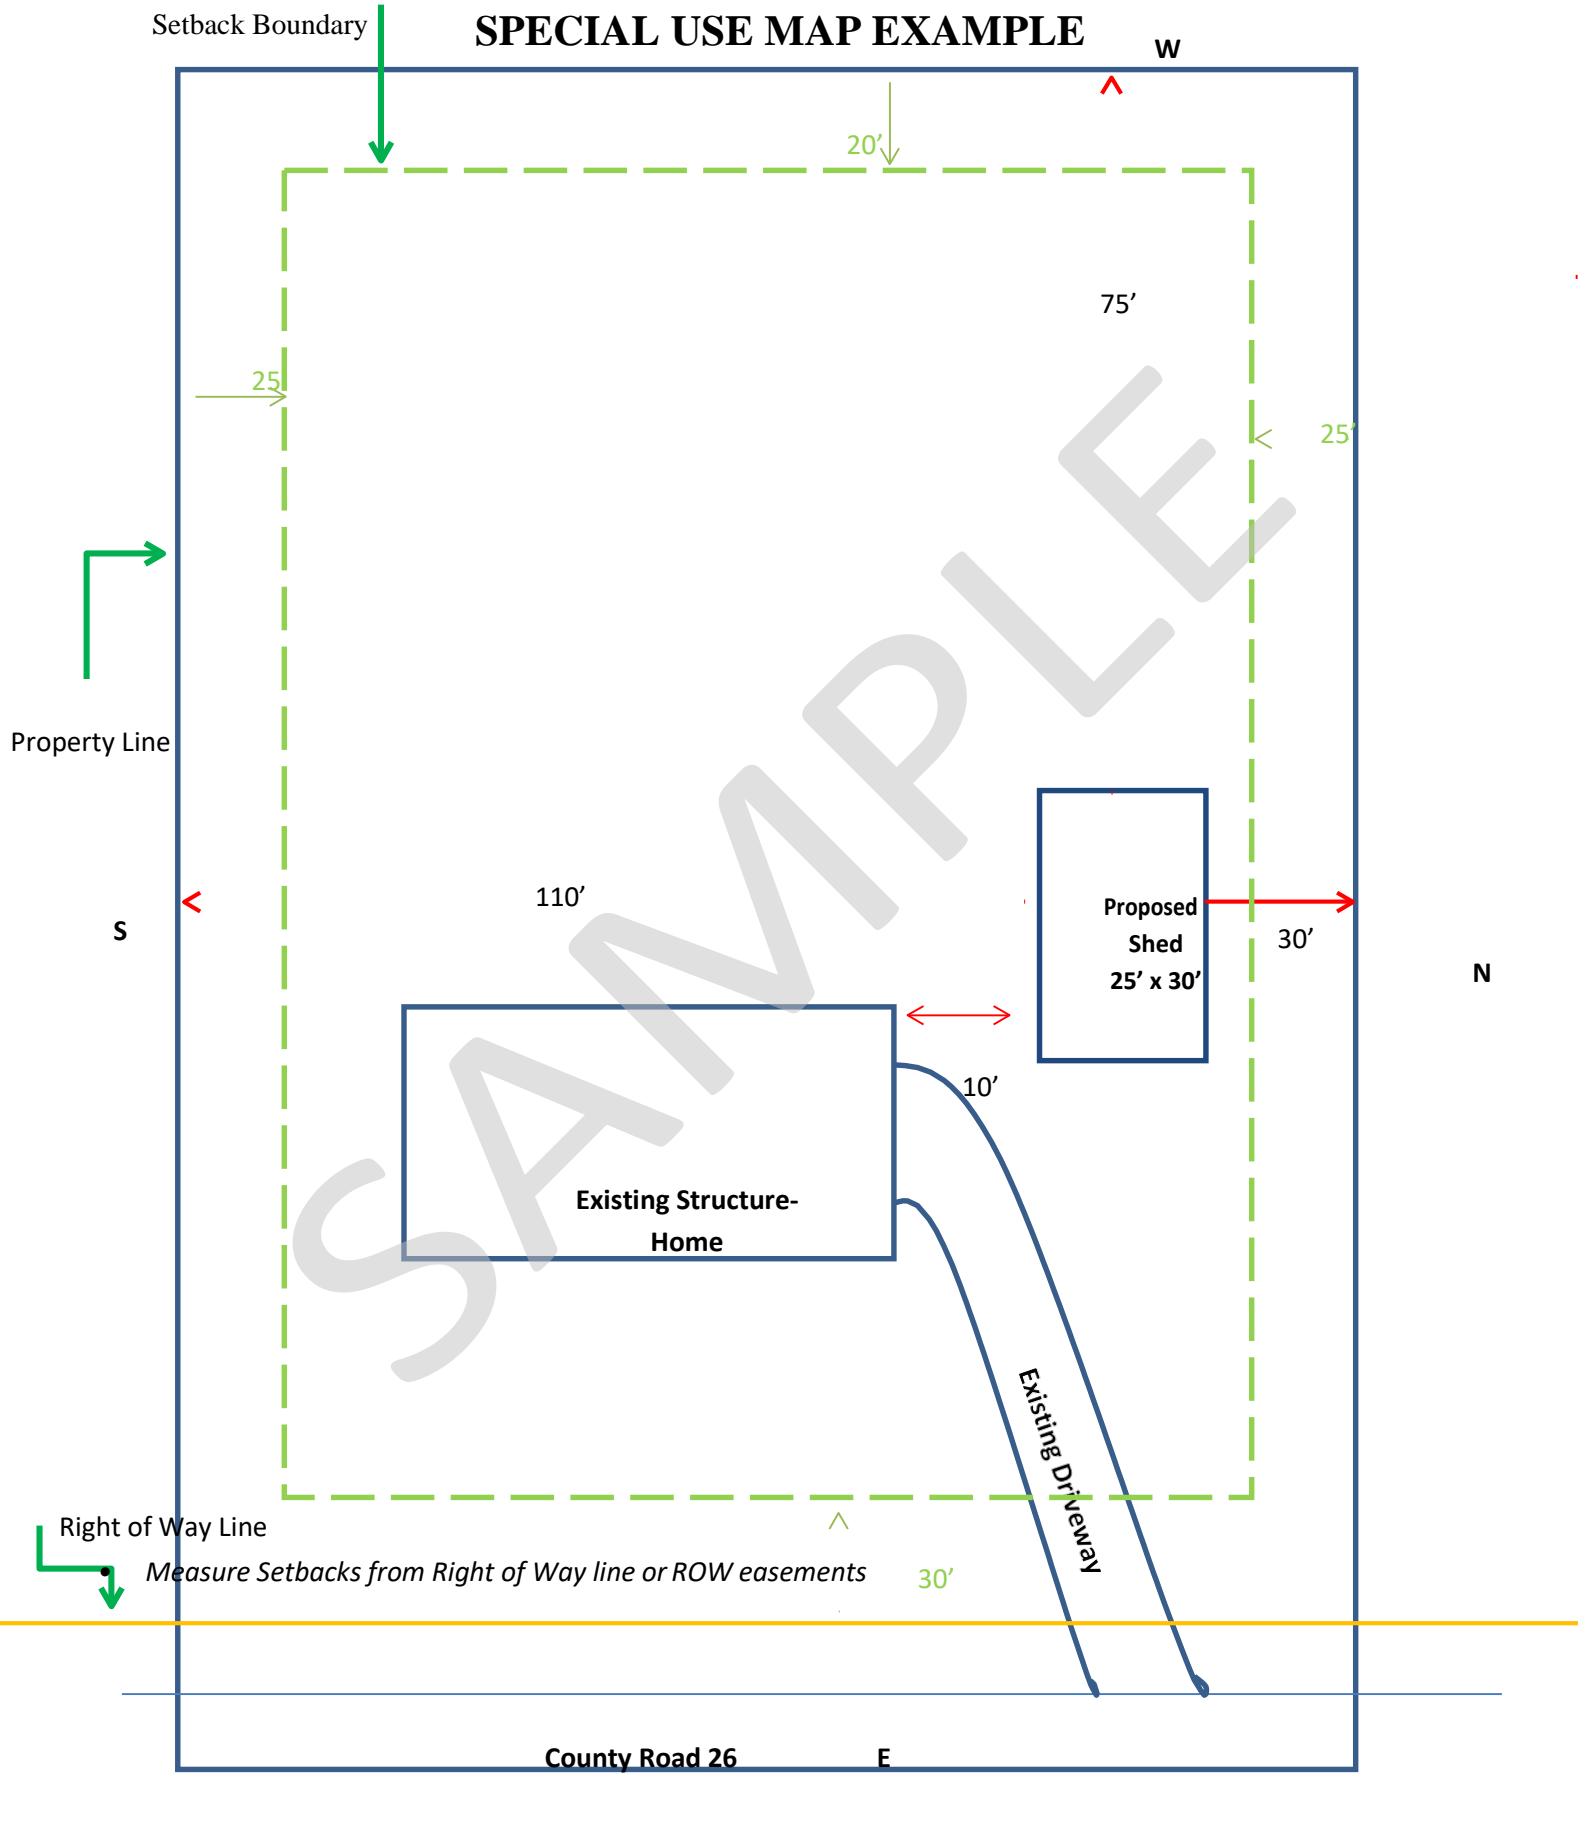 Setback Boundary
SPECIAL USE MAP EXAMPLE
W
20’
75’
25
25’
Property Line
110’
S
Proposed
Shed
25’ x 30’
30’
N
10’
Existing Structure-
Home
Existing Driveway
Right of Way Line
• Measure Setbacks from Right of Way line or ROW easements
30’
County Road 26
E
SAMPLE